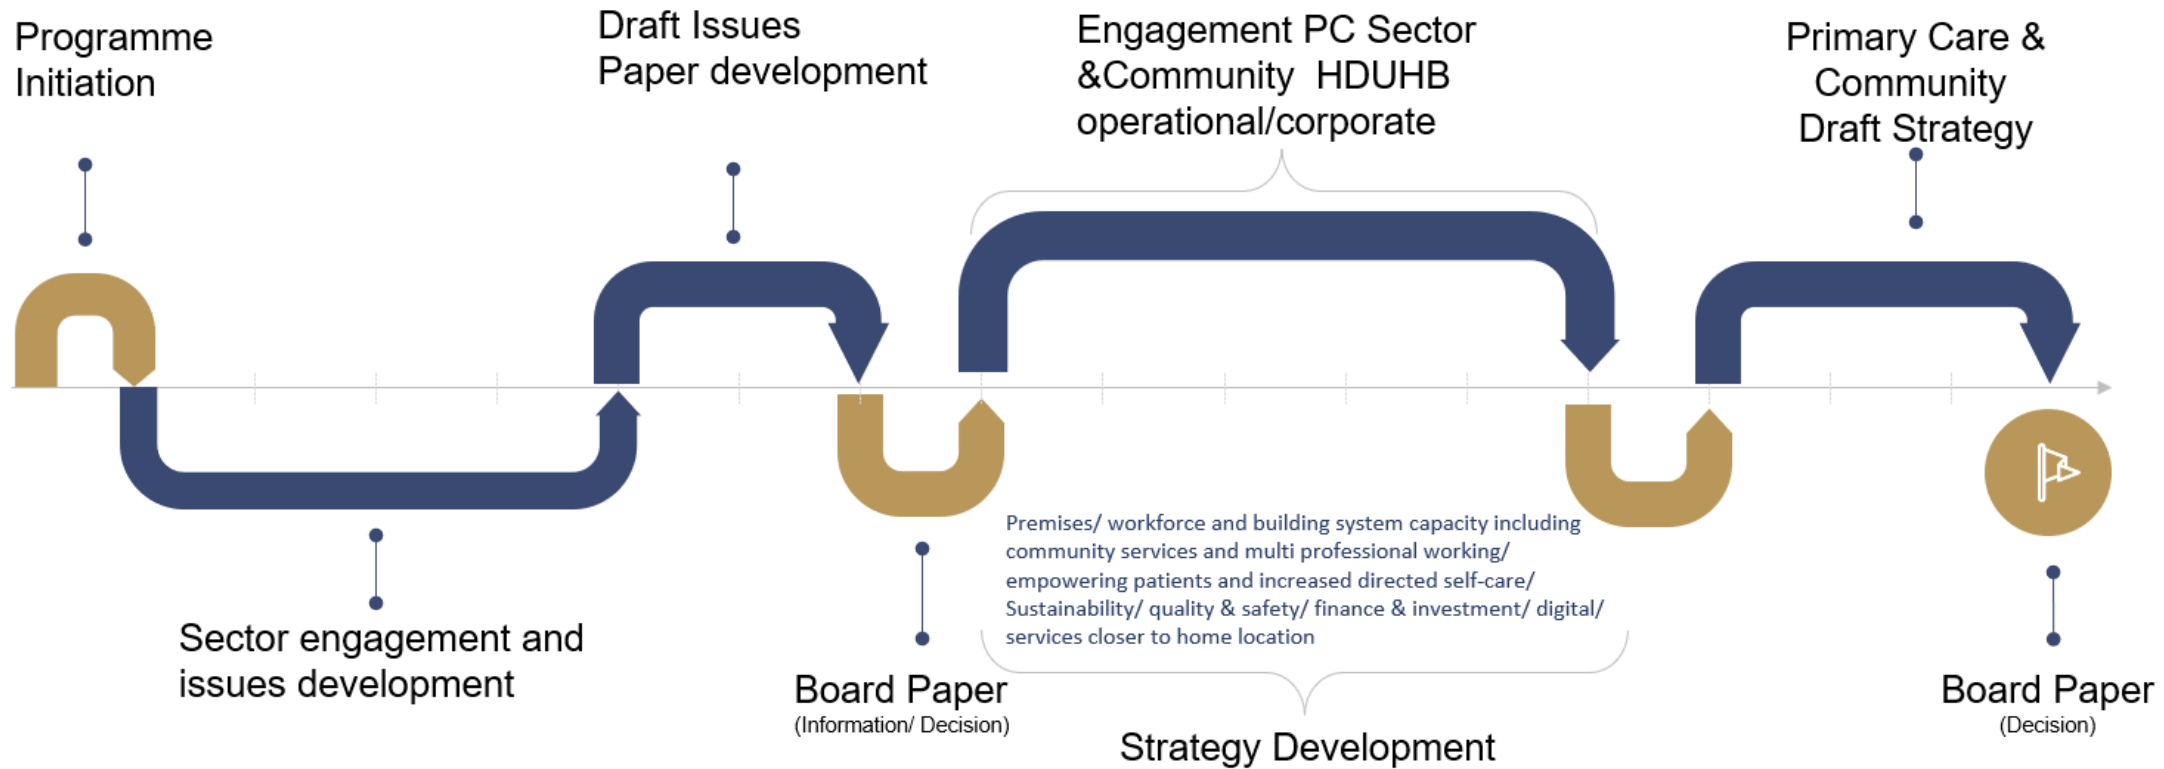 Programme
Initiation
Draft Issues
Paper development
Engagement PC Sector
&Community  HDUHB
operational/corporate
Primary Care &
Community
Draft Strategy
Sector engagement and
issues development
Board Paper
(Information/ Decision)
Premises/ workforce and building system capacity including
community services and multi professional working/
empowering patients and increased directed self-care/
Sustainability/ quality & safety/ finance & investment/ digital/
services closer to home location
Strategy Development
Board Paper
(Decision)